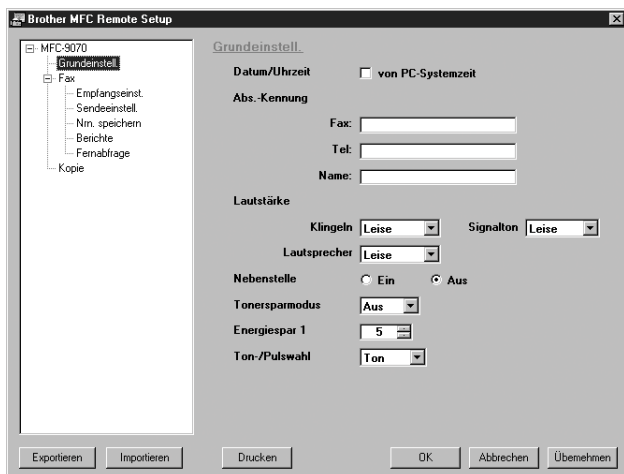 Brother MFC Remote Setup
MFC-9070
Grundeinstell.
Fax
Empfangseinst.
Sendeeinstell.
Nrn. speichern
Berichte
Fernabfrage
Kopie
Grundeinstell.
Datum/Uhrzeit von PC-Systemzeit
Abs.-Kennung
Fax:
Tel:
Name:
Lautstärke
Klingeln Leise Signalton Leise
Lautsprecher Leise
Nebenstelle Ein Aus
Tonersparmodus Aus
Energiespar 1 5
Ton-/Pulswahl Ton
Exportieren Importieren Drucken OK Abbrechen Übernehmen